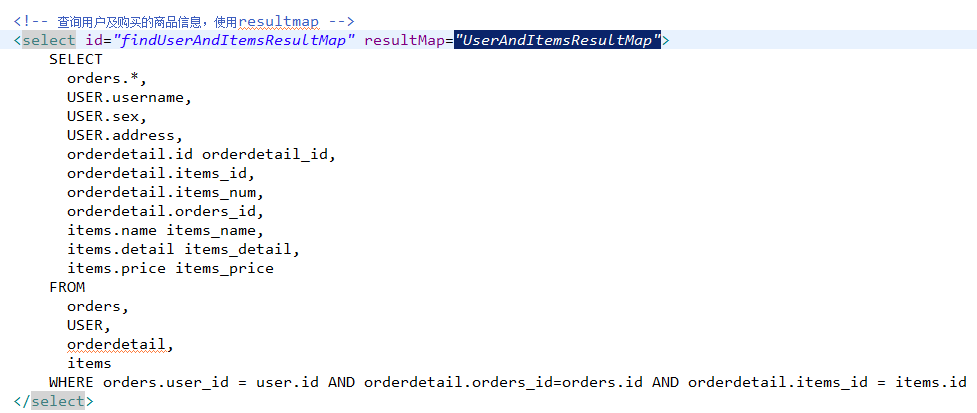 <!-- 查询用户及购买的商品信息，使用resultmap -->
<select id="findUserAndItemsResultMap" resultMap="UserAndItemsResultMap">
SELECT
orders.*,
USER.username,
USER.sex,
USER.address,
orderdetail.id orderdetail_id,
orderdetail.items_id,
orderdetail.items_num,
orderdetail.orders_id,
items.name items_name,
items.detail items_detail,
items.price items_price
FROM
orders,
USER,
orderdetail,
items
WHERE orders.user_id = user.id AND orderdetail.orders_id=orders.id AND orderdetail.items_id = items.id
</select>